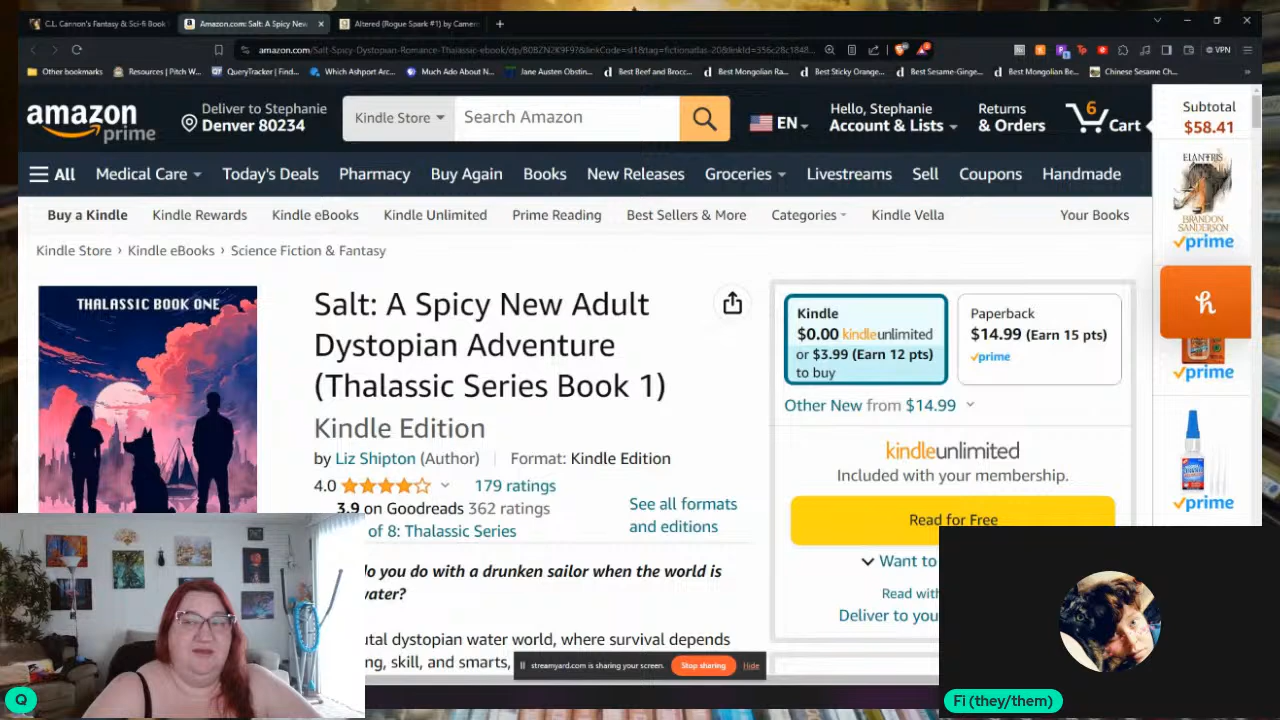 C.L. Cannon's Fantasy & Sci-fi Book
Amazon.com: Salt: A Spicy New
Altered (Rogue Spark #1) by Camer
Other bookmarks
Resources | Pitch W...
QueryTracker | Find...
Which Ashport Arc...
Much Ado About N...
Jane Austen Obstin...
Best Beef and Brocc...
Best Mongolian Ra...
Best Sticky Orange...
Best Sesame-Ginge...
Best Mongolian Be...
Chinese Sesame Ch...
VPN
amazon prime
Deliver to Stephanie
Denver 80234
Kindle Store
Search Amazon
EN
Hello, Stephanie
Account & Lists
Returns
& Orders
6
Cart
Subtotal
$58.41
All
Medical Care
Today's Deals
Pharmacy
Buy Again
Books
New Releases
Groceries
Livestreams
Sell
Coupons
Handmade
Buy a Kindle
Kindle Rewards
Kindle eBooks
Kindle Unlimited
Prime Reading
Best Sellers & More
Categories
Kindle Vella
Your Books
ELANTRIS
BRANDON
SANDERSON
prime
Kindle Store › Kindle eBooks › Science Fiction & Fantasy
THALASSIC BOOK ONE
Salt: A Spicy New Adult
Dystopian Adventure
(Thalassic Series Book 1)
Kindle Edition
by Liz Shipton (Author)
Format: Kindle Edition
4.0
179 ratings
3.9 on Goodreads 362 ratings
of 8: Thalassic Series
See all formats
and editions
o you do with a drunken sailor when the world is
vater?
utal dystopian water world, where survival depends
ng, skill, and smarts,
Kindle
$0.00 kindleunlimited
or $3.99 (Earn 12 pts)
to buy
Paperback
$14.99 (Earn 15 pts)
prime
Other New from $14.99
kindleunlimited
Included with your membership.
Read for Free
Want to
Read with
Deliver to you
h
prime
prime
streamyard.com is sharing your screen.
Stop sharing
Hide
Q
Fi (they/them)